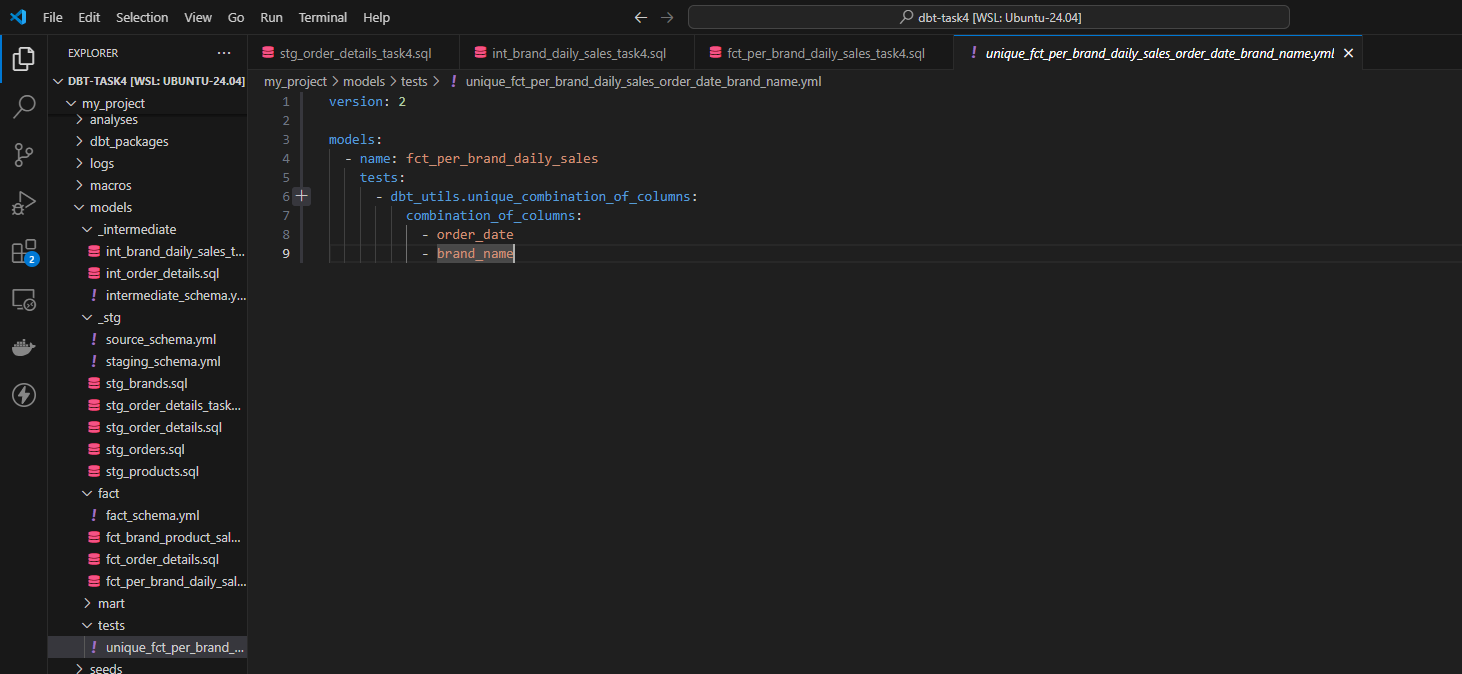 File Edit Selection View Go Run Terminal Help
dbt-task4 [WSL: Ubuntu-24.04]
EXPLORER
DBT-TASK4 [WSL: UBUNTU-24.04]
my_project
analyses
dbt_packages
logs
macros
models
_intermediate
int_brand_daily_sales_t...
int_order_details.sql
intermediate_schema.y...
_stg
source_schema.yml
staging_schema.yml
stg_brands.sql
stg_order_details_task...
stg_order_details.sql
stg_orders.sql
stg_products.sql
fact
fact_schema.yml
fct_brand_product_sal...
fct_order_details.sql
fct_per_brand_daily_sal...
mart
tests
unique_fct_per_brand_...
seeds
2
stg_order_details_task4.sql int_brand_daily_sales_task4.sql fct_per_brand_daily_sales_task4.sql ! unique_fct_per_brand_daily_sales_order_date_brand_name.yml
my_project > models > tests > ! unique_fct_per_brand_daily_sales_order_date_brand_name.yml
1 version: 2
2
3 models:
4 - name: fct_per_brand_daily_sales
5 tests:
6 - dbt_utils.unique_combination_of_columns:
7 combination_of_columns:
8 - order_date
9 - brand_name